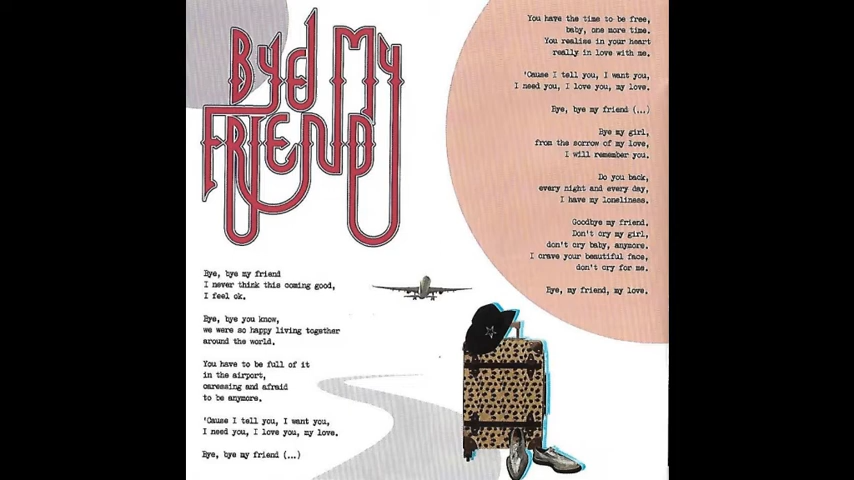 Byd My
Friend
Bye, bye my friend
I never think this coming good,
I feel ok.
Bye, bye you know,
we were so happy living together
around the world.
You have to be full of it
in the airport,
caressing and afraid
to be anymore.
'Cause I tell you, I want you,
I need you, I love you, my love.
Bye, bye my friend (...)
You have the time to be free,
baby, one more time.
You realise in your heart
really in love with me.
'Cause I tell you, I want you,
I need you, I love you, my love.
Bye, bye my friend (...)
Bye my girl,
from the sorrow of my love,
I will remember you.
Do you back,
every night and every day,
I have my loneliness.
Goodbye my friend.
Don't cry my girl,
don't cry baby, anymore.
I crave your beautiful face,
don't cry for me.
Bye, my friend, my love.